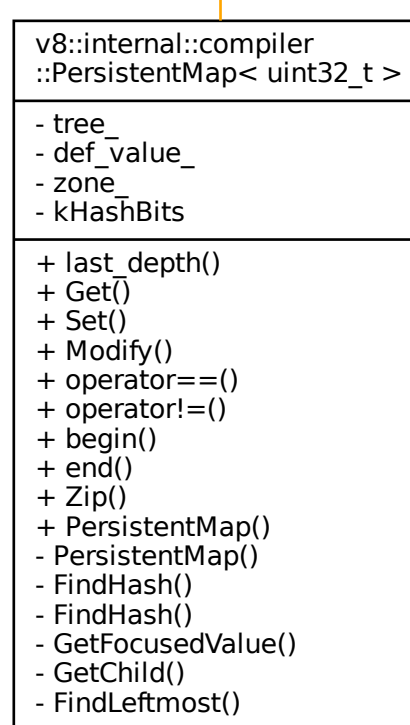 v8::internal::compiler
::PersistentMap< uint32_t >
- tree_
- def_value_
- zone_
- kHashBits
+ last_depth()
+ Get()
+ Set()
+ Modify()
+ operator==()
+ operator!=()
+ begin()
+ end()
+ Zip()
+ PersistentMap()
- PersistentMap()
- FindHash()
- FindHash()
- GetFocusedValue()
- GetChild()
- FindLeftmost()